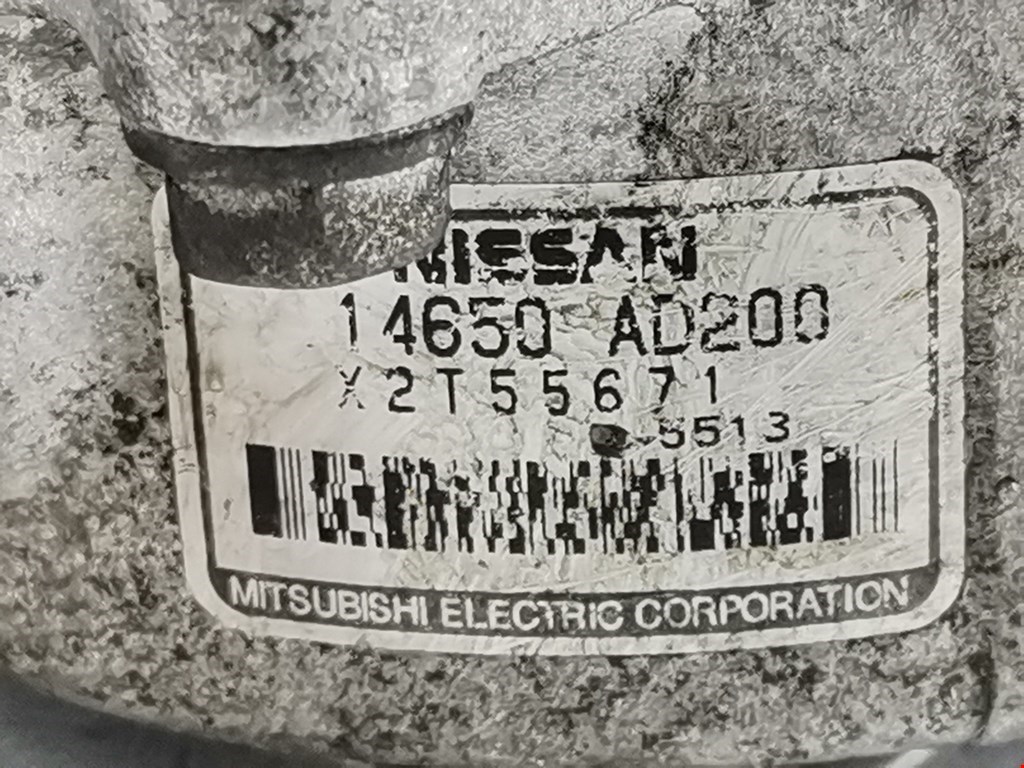 NISSAN
14650 AD200
X2T55671
5513
MITSUBISHI ELECTRIC CORPORATION